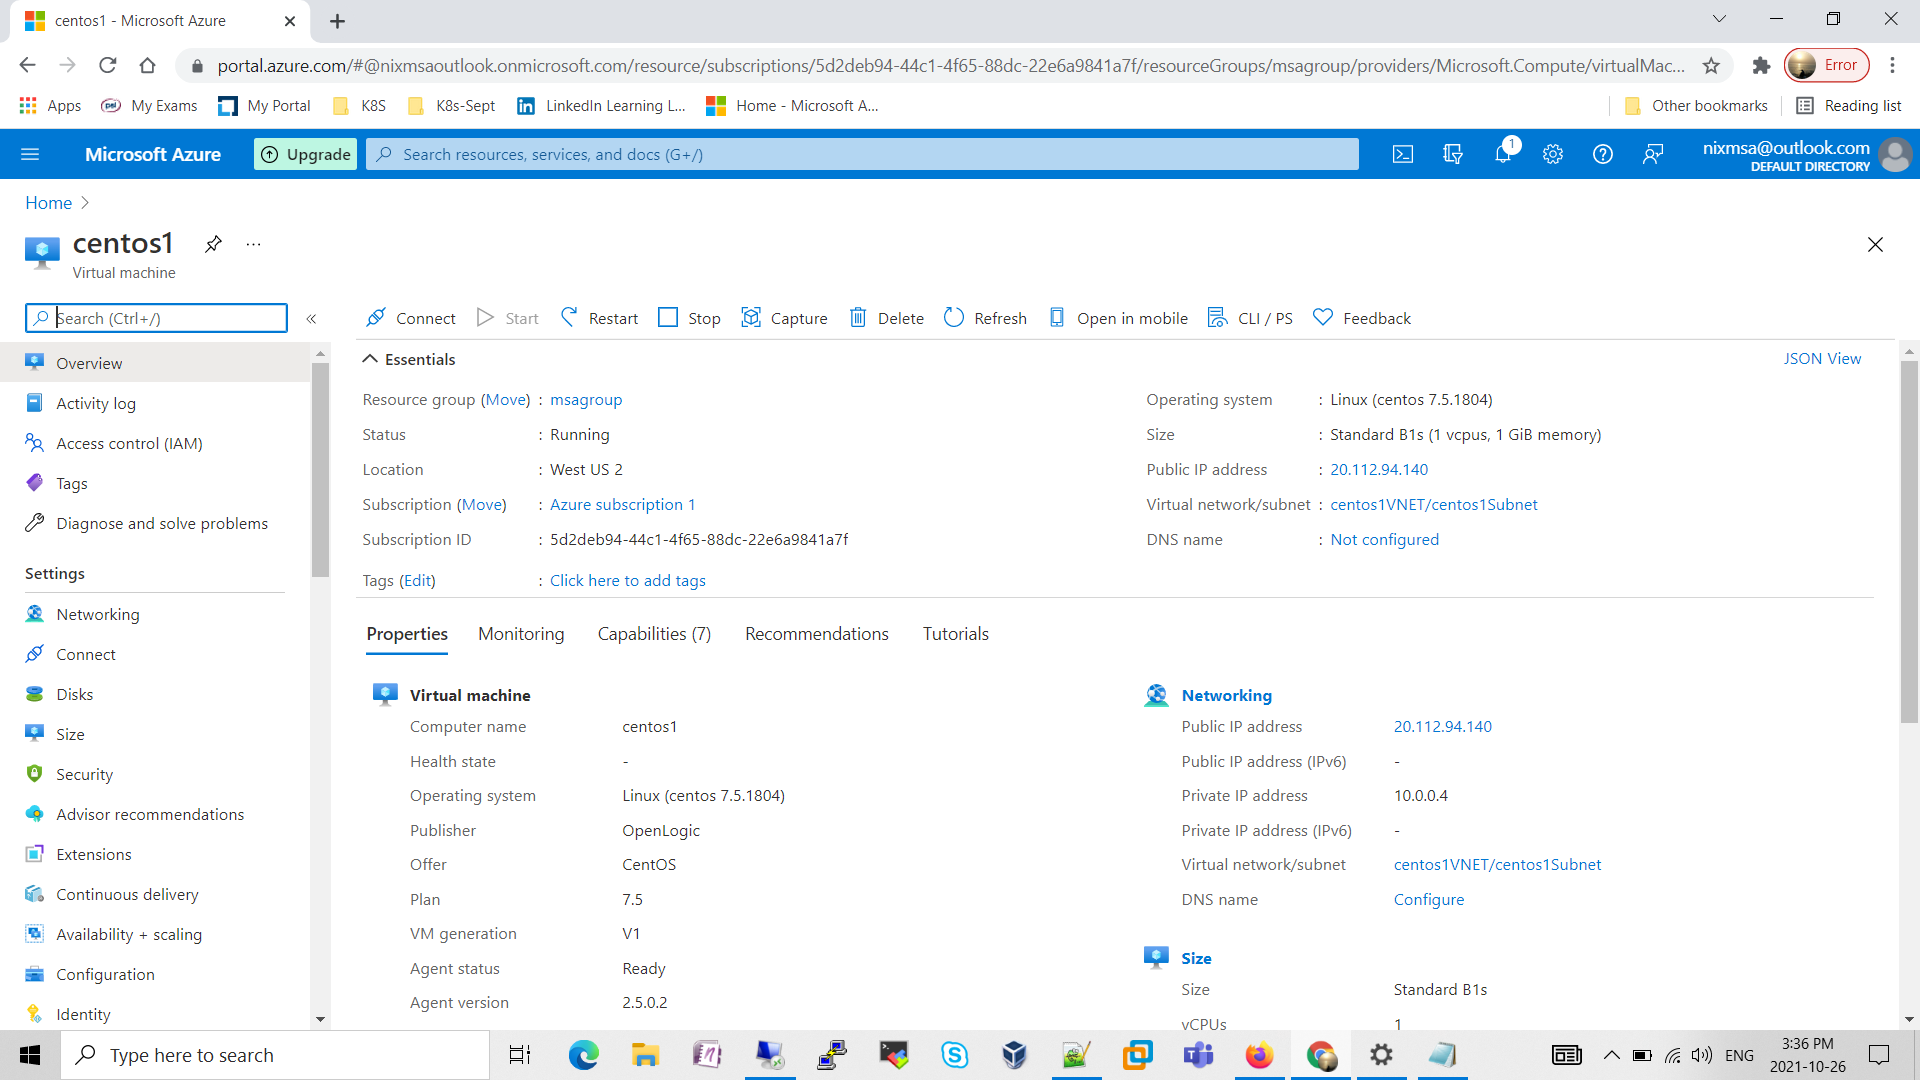 centos1 - Microsoft Azure
portal.azure.com/#@nixmsaoutlook.onmicrosoft.com/resource/subscriptions/5d2deb94-44c1-4f65-88dc-22e6a9841a7f/resourceGroups/msagroup/providers/Microsoft.Compute/virtualMac...
Error
Apps
psi
My Exams
My Portal
K8S
K8s-Sept
LinkedIn Learning L...
Home - Microsoft A...
Other bookmarks
Reading list
Microsoft Azure
Upgrade
Search resources, services, and docs (G+/)
1
nixmsa@outlook.com
DEFAULT DIRECTORY
Home >
centos1
...
Virtual machine
Search (Ctrl+/)
«
Connect
Start
Restart
Stop
Capture
Delete
Refresh
Open in mobile
CLI / PS
Feedback
Overview
Activity log
Access control (IAM)
Tags
Diagnose and solve problems
Settings
Networking
Connect
Disks
Size
Security
Advisor recommendations
Extensions
Continuous delivery
Availability + scaling
Configuration
Identity
Essentials
JSON View
Resource group (Move) : msagroup
Status : Running
Location : West US 2
Subscription (Move) : Azure subscription 1
Subscription ID : 5d2deb94-44c1-4f65-88dc-22e6a9841a7f
Tags (Edit) : Click here to add tags
Operating system : Linux (centos 7.5.1804)
Size : Standard B1s (1 vcpus, 1 GiB memory)
Public IP address : 20.112.94.140
Virtual network/subnet : centos1VNET/centos1Subnet
DNS name : Not configured
Properties
Monitoring
Capabilities (7)
Recommendations
Tutorials
Virtual machine
Computer name centos1
Health state -
Operating system Linux (centos 7.5.1804)
Publisher OpenLogic
Offer CentOS
Plan 7.5
VM generation V1
Agent status Ready
Agent version 2.5.0.2
Networking
Public IP address 20.112.94.140
Public IP address (IPv6) -
Private IP address 10.0.0.4
Private IP address (IPv6) -
Virtual network/subnet centos1VNET/centos1Subnet
DNS name Configure
Size
Size Standard B1s
vCPUs 1
Type here to search
ENG
3:36 PM
2021-10-26